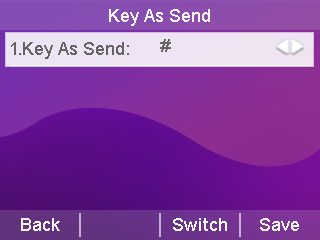 Key As Send
1.Key As Send: #
Back Switch Save